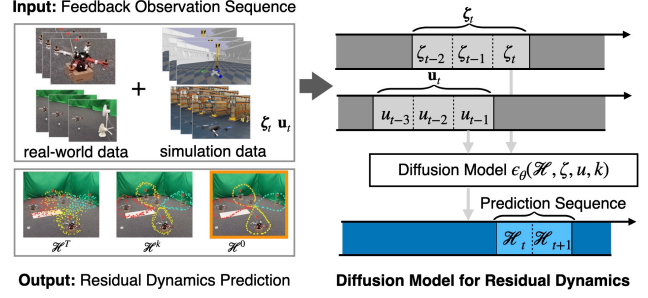 Input: Feedback Observation Sequence
real-world data
+
simulation data
ζₜ uₜ
ℋᵀ
ℋᵏ
ℋ⁰
Output: Residual Dynamics Prediction
ζₜ
ζₜ₋₂ ζₜ₋₁ ζₜ
uₜ
uₜ₋₃ uₜ₋₂ uₜ₋₁
Diffusion Model ϵ_θ(ℋ, ζ, u, k)
Prediction Sequence
ℋₜ ℋₜ₊₁
Diffusion Model for Residual Dynamics